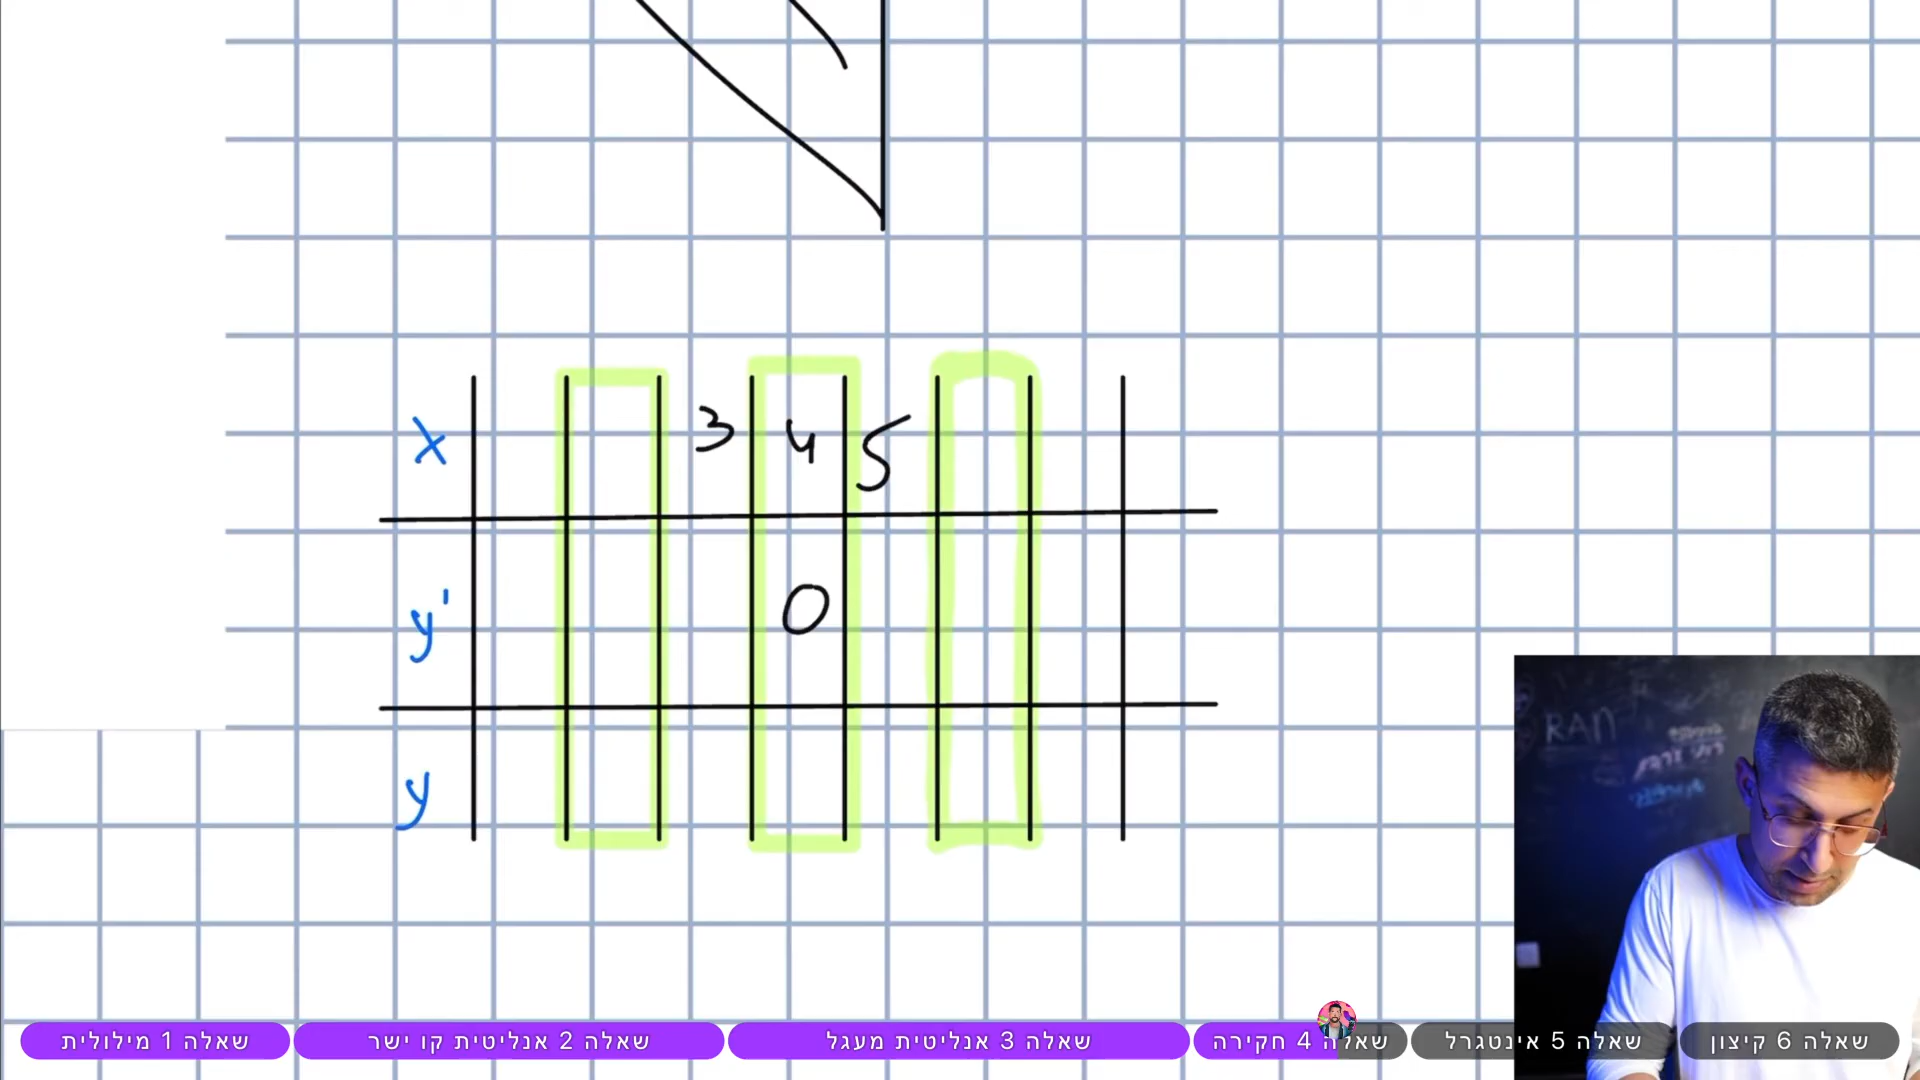 x 3 4 5
y' 0
y
RAN
שאלה 1 מילולית
שאלה 2 אנליטית קו ישר
שאלה 3 אנליטית מעגל
שאלה 4 חקירה
שאלה 5 אינטגרל
שאלה 6 קיצון